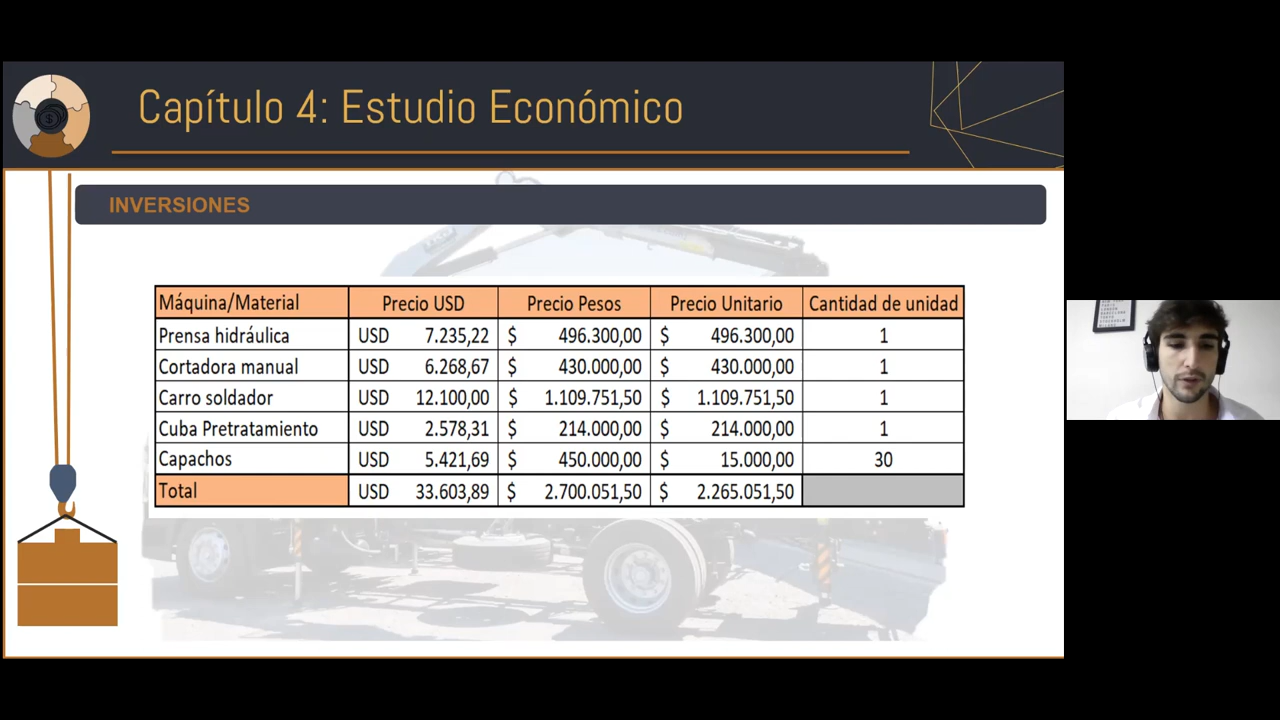 Capítulo 4: Estudio Económico
INVERSIONES
Máquina/Material Precio USD Precio Pesos Precio Unitario Cantidad de unidad
Prensa hidráulica USD 7.235,22 $ 496.300,00 $ 496.300,00 1
Cortadora manual USD 6.268,67 $ 430.000,00 $ 430.000,00 1
Carro soldador USD 12.100,00 $ 1.109.751,50 $ 1.109.751,50 1
Cuba Pretratamiento USD 2.578,31 $ 214.000,00 $ 214.000,00 1
Capachos USD 5.421,69 $ 450.000,00 $ 15.000,00 30
Total USD 33.603,89 $ 2.700.051,50 $ 2.265.051,50